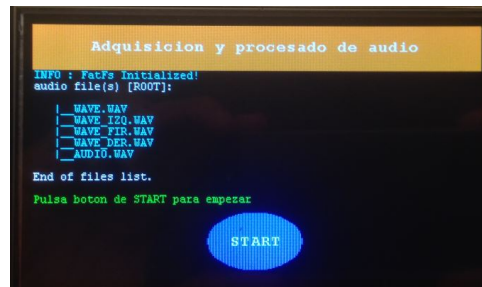 Adquisicion y procesado de audio
INFO : FatFs Initialized!
audio file(s) [ROOT]:
|__WAVE.WAV
|__WAVE_IZQ.WAV
|__WAVE_FIR.WAV
|__WAVE_DER.WAV
|__AUDIO.WAV
End of files list.
Pulsa boton de START para empezar
START